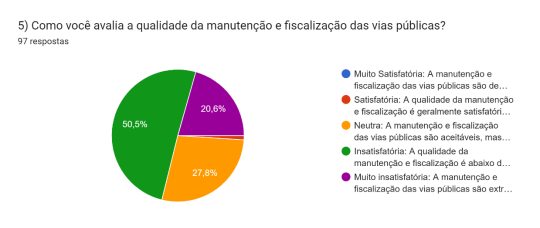 5) Como você avalia a qualidade da manutenção e fiscalização das vias públicas?
97 respostas
50,5%
20,6%
27,8%
Muito Satisfatória: A manutenção e
fiscalização das vias públicas são de…
Satisfatória: A qualidade da manutenção
e fiscalização é geralmente satisfatóri…
Neutra: A manutenção e fiscalização
das vias públicas são aceitáveis, mas…
Insatisfatória: A qualidade da
manutenção e fiscalização é abaixo d…
Muito insatisfatória: A manutenção e
fiscalização das vias públicas são extr…